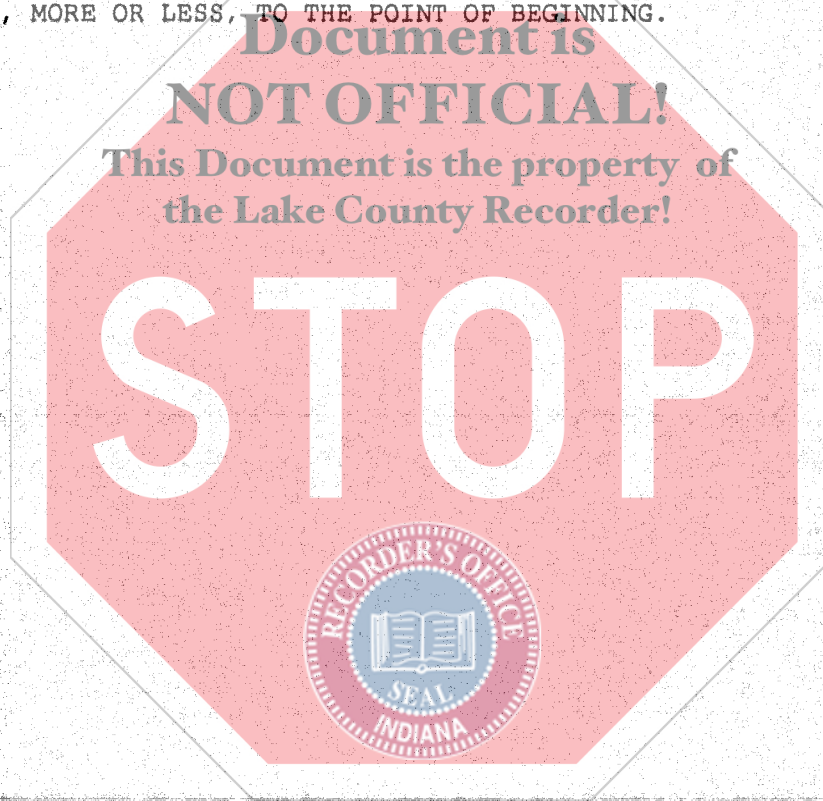 , MORE OR LESS, TO THE POINT OF BEGINNING.
Document is
NOT OFFICIAL!
This Document is the property of
the Lake County Recorder!
STOP
RECORDER'S OFFICE
SEAL
INDIANA